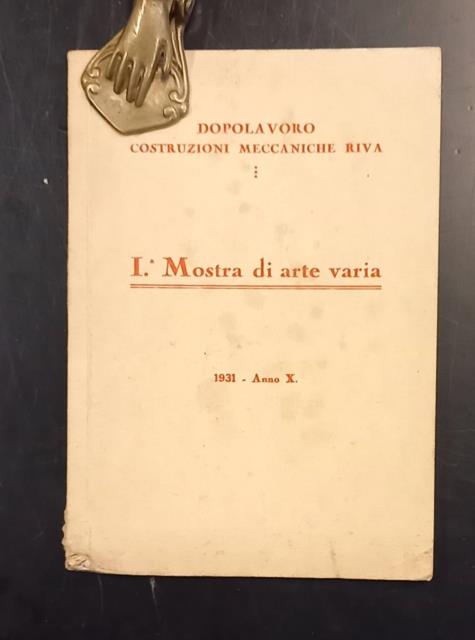 DOPOLAVORO
COSTRUZIONI MECCANICHE RIVA
I.ª Mostra di arte varia
1931 - Anno X.